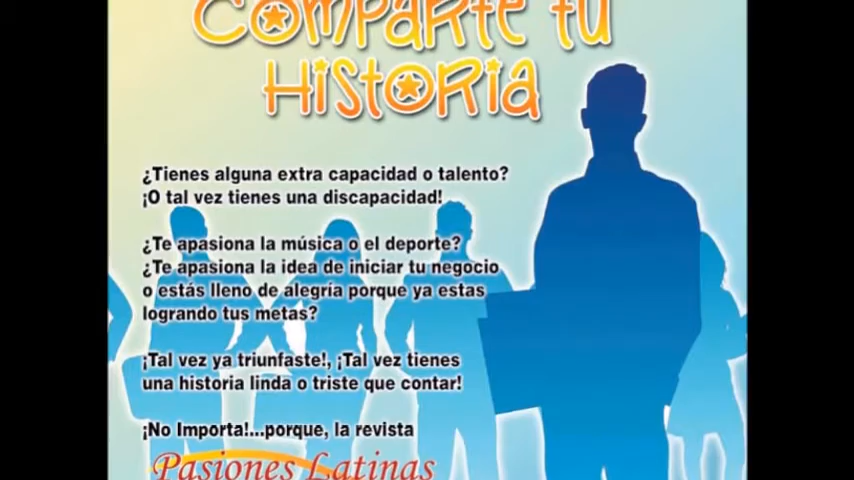 Comparte tu
Historia
¿Tienes alguna extra capacidad o talento?
¡O tal vez tienes una discapacidad!
¿Te apasiona la música o el deporte?
¿Te apasiona la idea de iniciar tu negocio
o estás lleno de alegría porque ya estas
logrando tus metas?
¡Tal vez ya triunfaste!, ¡Tal vez tienes
una historia linda o triste que contar!
¡No Importa!...porque, la revista
Pasiones Latinas